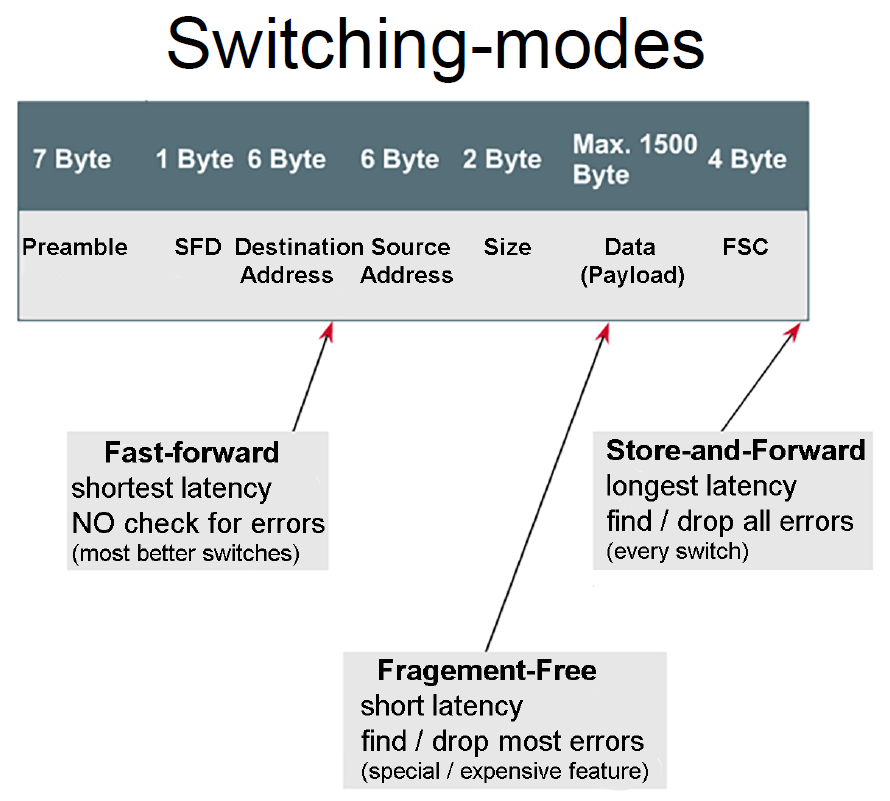 Switching-modes
7 Byte 1 Byte 6 Byte 6 Byte 2 Byte Max. 1500 Byte 4 Byte
Preamble SFD Destination Address Source Address Size Data (Payload) FSC
Fast-forward
shortest latency
NO check for errors
(most better switches)
Store-and-Forward
longest latency
find / drop all errors
(every switch)
Fragement-Free
short latency
find / drop most errors
(special / expensive feature)